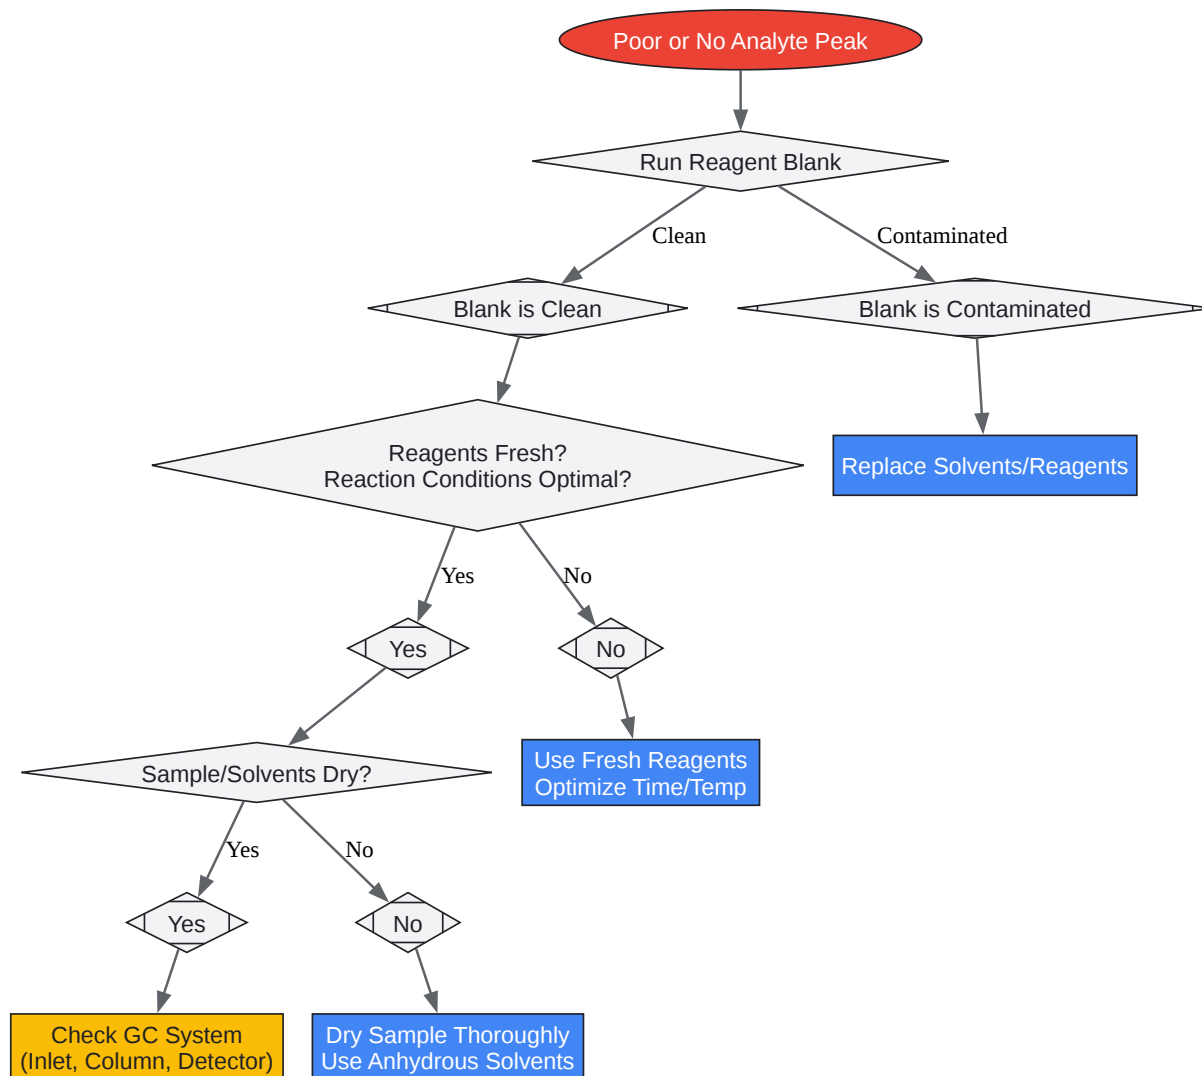 Poor or No Analyte Peak
Run Reagent Blank
Clean
Contaminated
Blank is Clean
Blank is Contaminated
Reagents Fresh?
Reaction Conditions Optimal?
Replace Solvents/Reagents
Yes
No
Yes
No
Sample/Solvents Dry?
Use Fresh Reagents
Optimize Time/Temp
Yes
No
Yes
No
Check GC System
(Inlet, Column, Detector)
Dry Sample Thoroughly
Use Anhydrous Solvents